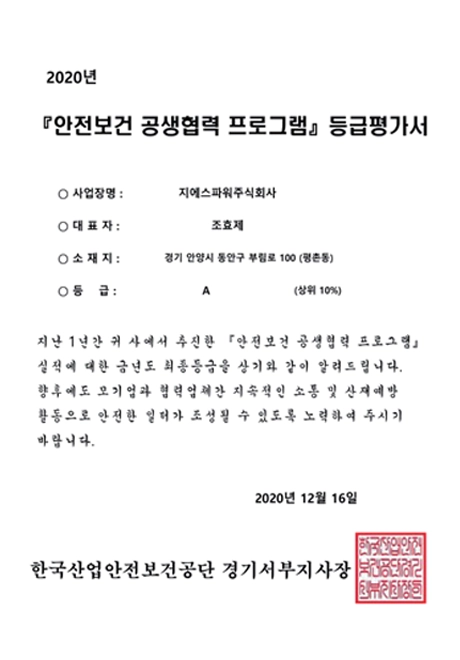 2020년
『안전보건 공생협력 프로그램』 등급평가서
○ 사업장명 : 지에스파워주식회사
○ 대 표 자 : 조효제
○ 소 재 지 : 경기 안양시 동안구 부림로 100 (평촌동)
○ 등 급 : A (상위 10%)
지난 1년간 귀 사에서 추진한 『안전보건 공생협력 프로그램』
실적에 대한 금년도 최종등급을 상기와 같이 알려드립니다.
향후에도 모기업과 협력업체간 지속적인 소통 및 산재예방
활동으로 안전한 일터가 조성될 수 있도록 노력하여 주시기
바랍니다.
2020년 12월 16일
한국산업안전보건공단 경기서부지사장